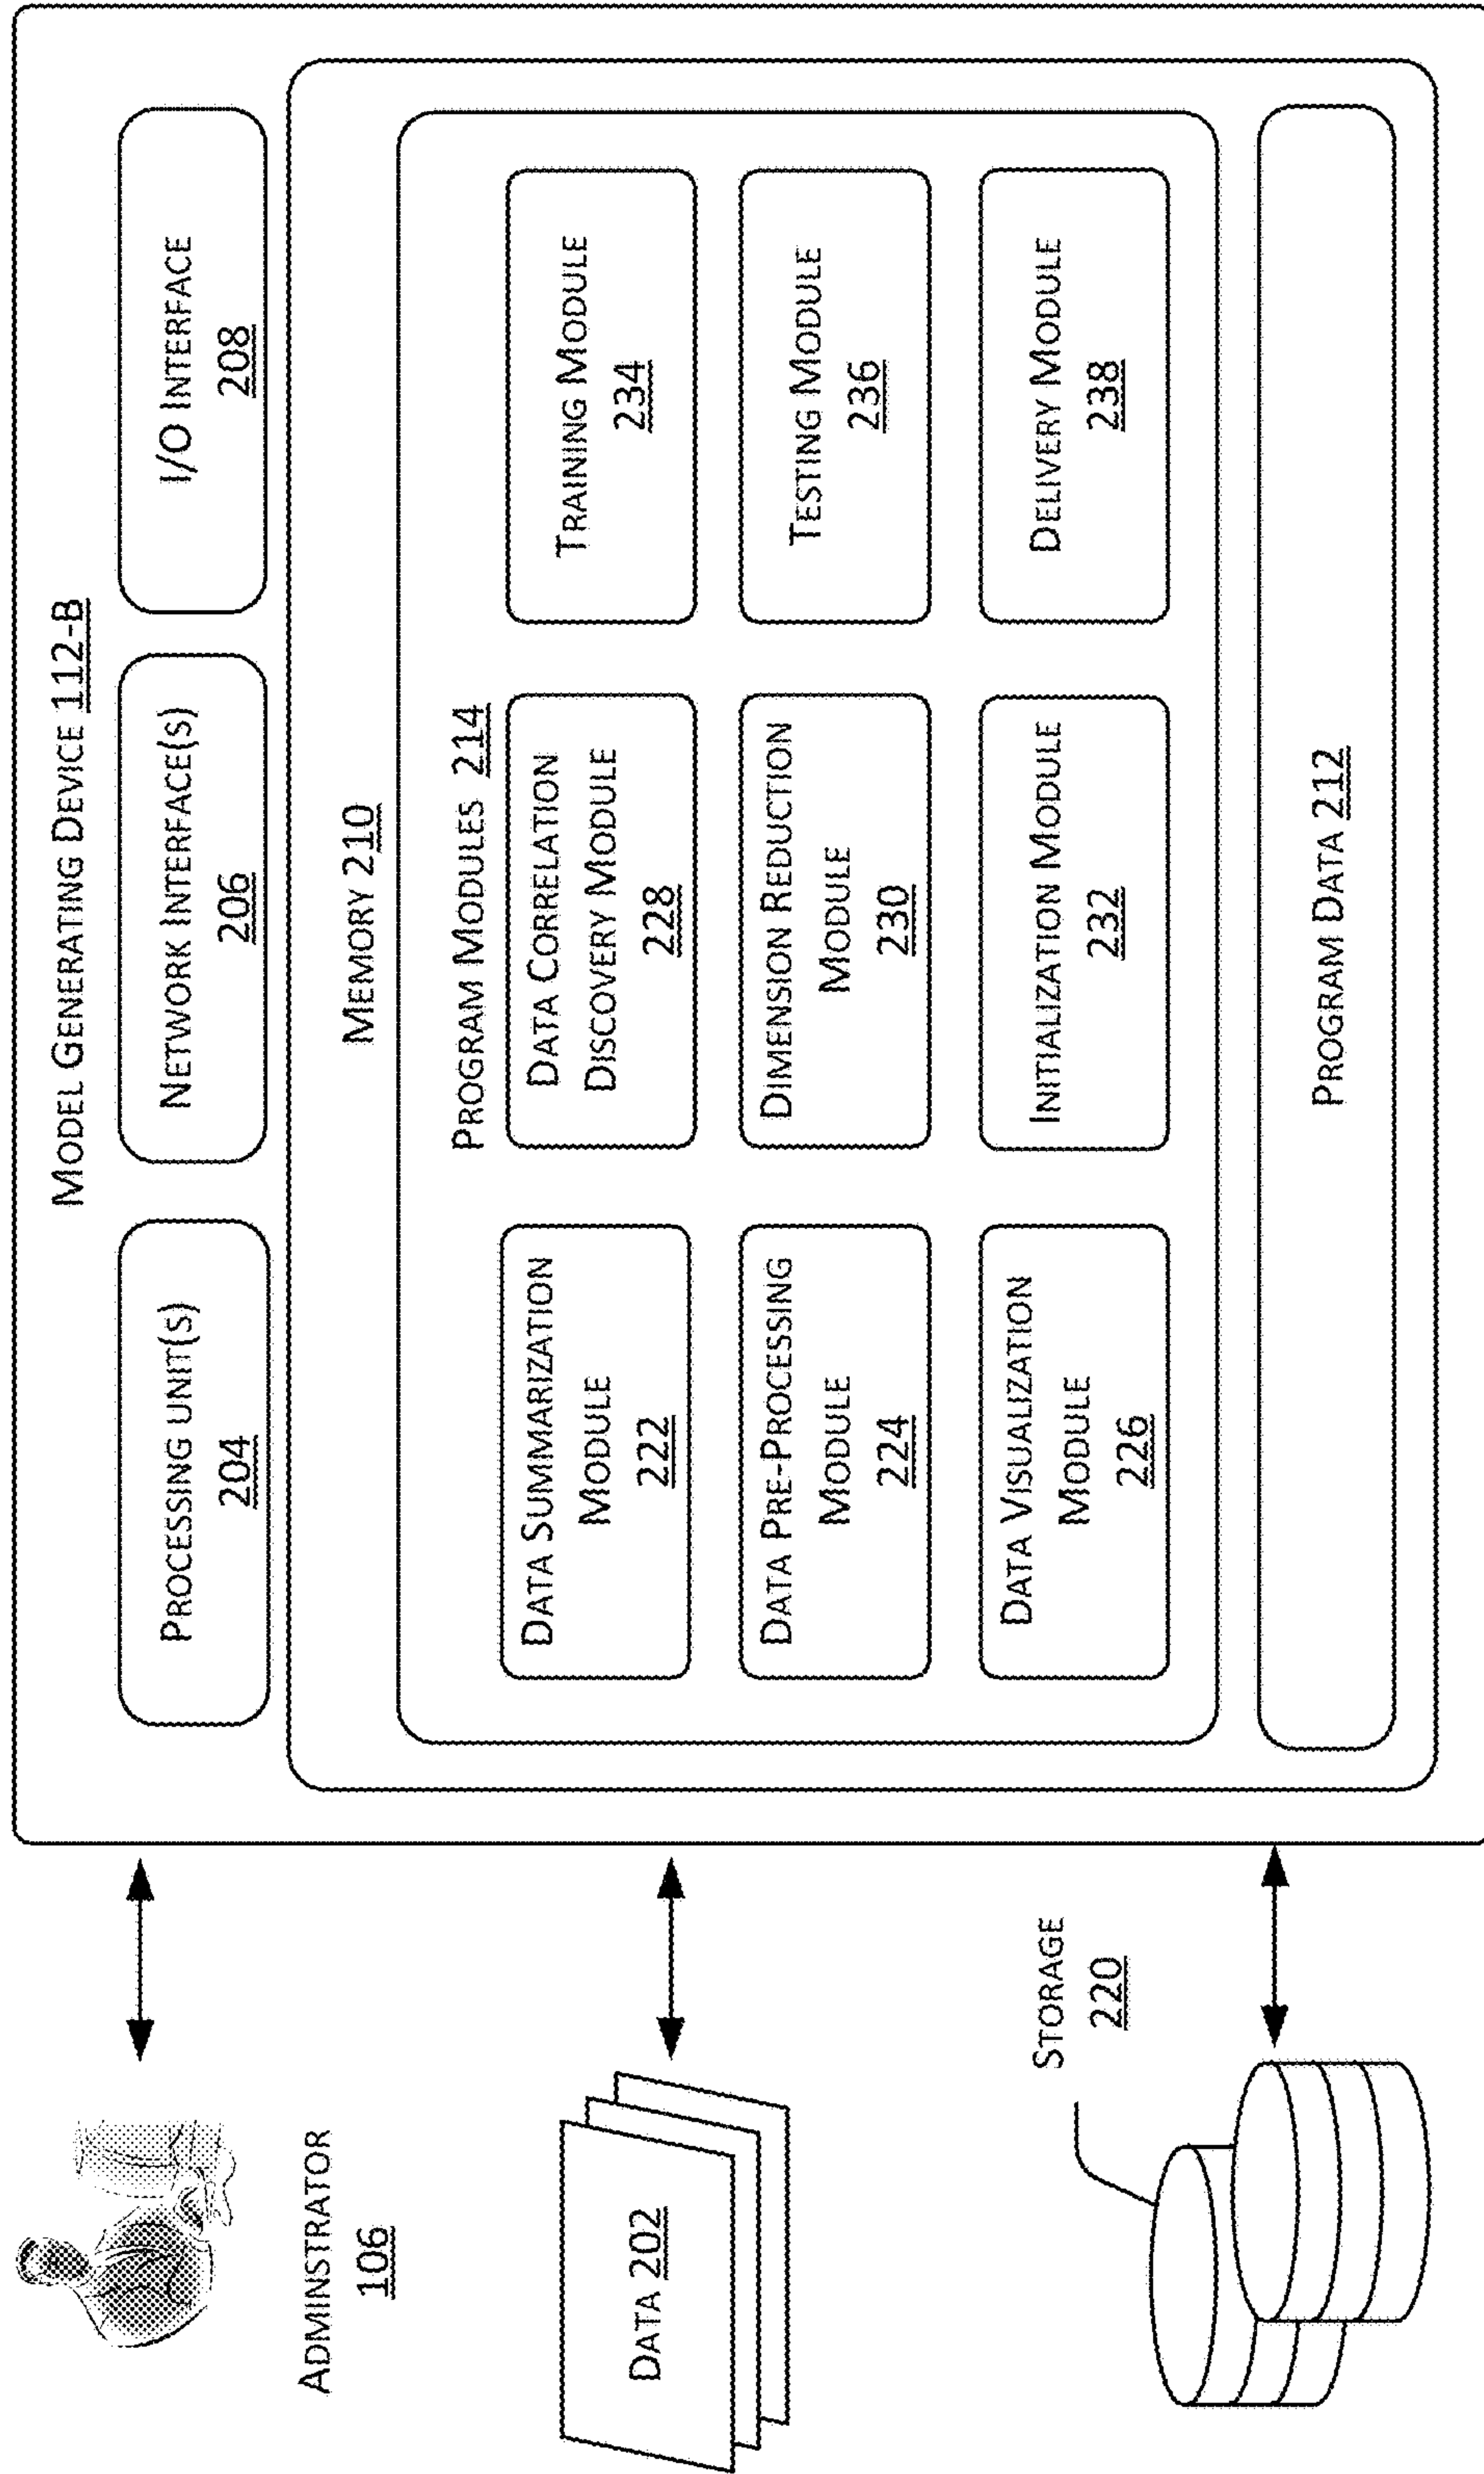 MODEL GENERATING DEVICE 112-B
PROCESSING UNIT(S)
204
NETWORK INTERFACE(S)
206
I/O INTERFACE
208
MEMORY 210
PROGRAM MODULES 214
DATA SUMMARIZATION
MODULE
222
DATA CORRELATION
DISCOVERY MODULE
228
TRAINING MODULE
234
DATA PRE-PROCESSING
MODULE
224
DIMENSION REDUCTION
MODULE
230
TESTING MODULE
236
DATA VISUALIZATION
MODULE
226
INITIALIZATION MODULE
232
DELIVERY MODULE
238
PROGRAM DATA 212
ADMINSTRATOR
106
DATA 202
STORAGE
220